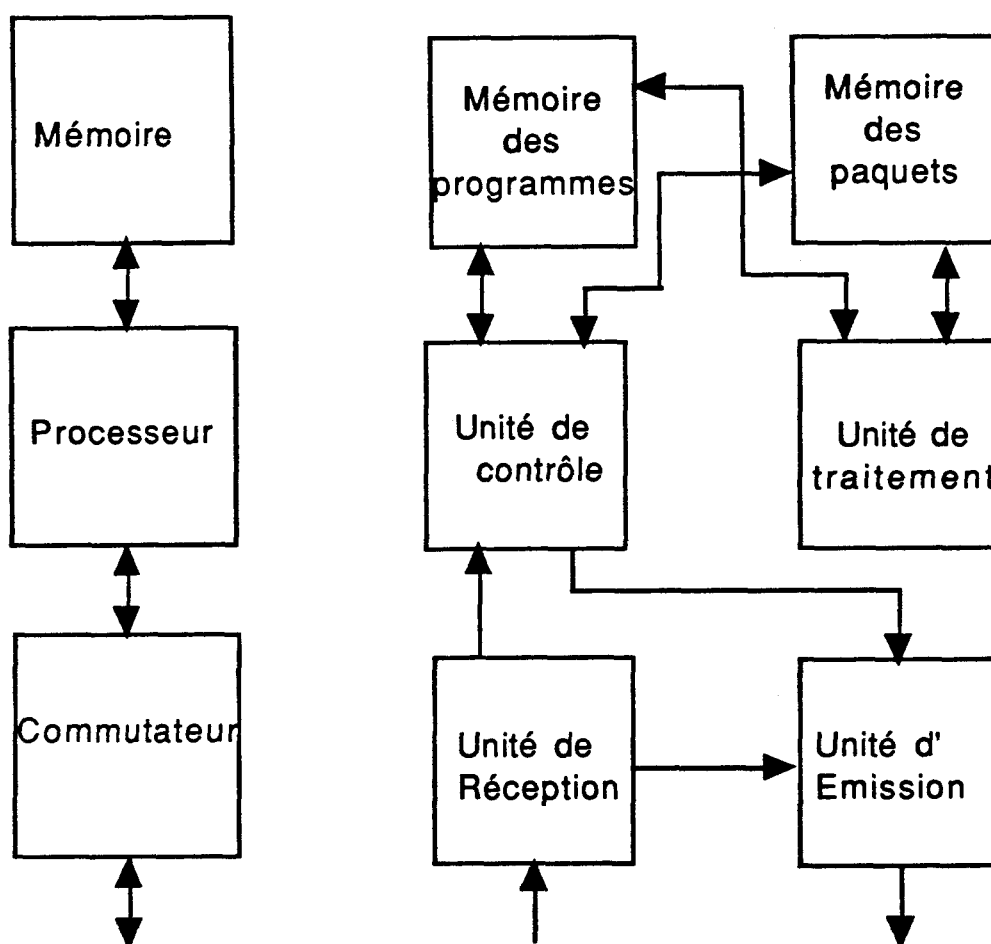 Mémoire
Processeur
Commutateur
Mémoire
des
programmes
Mémoire
des
paquets
Unité de
contrôle
Unité de
traitement
Unité de
Réception
Unité d'
Emission